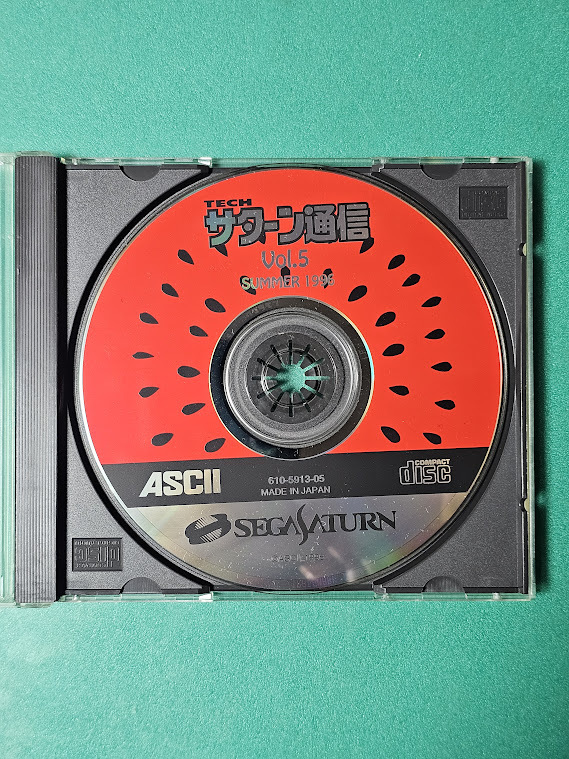 TECH
サターン通信
Vol.5
SUMMER 1996
ASCII
610-5913-05
MADE IN JAPAN
COMPACT
disc
SEGASATURN